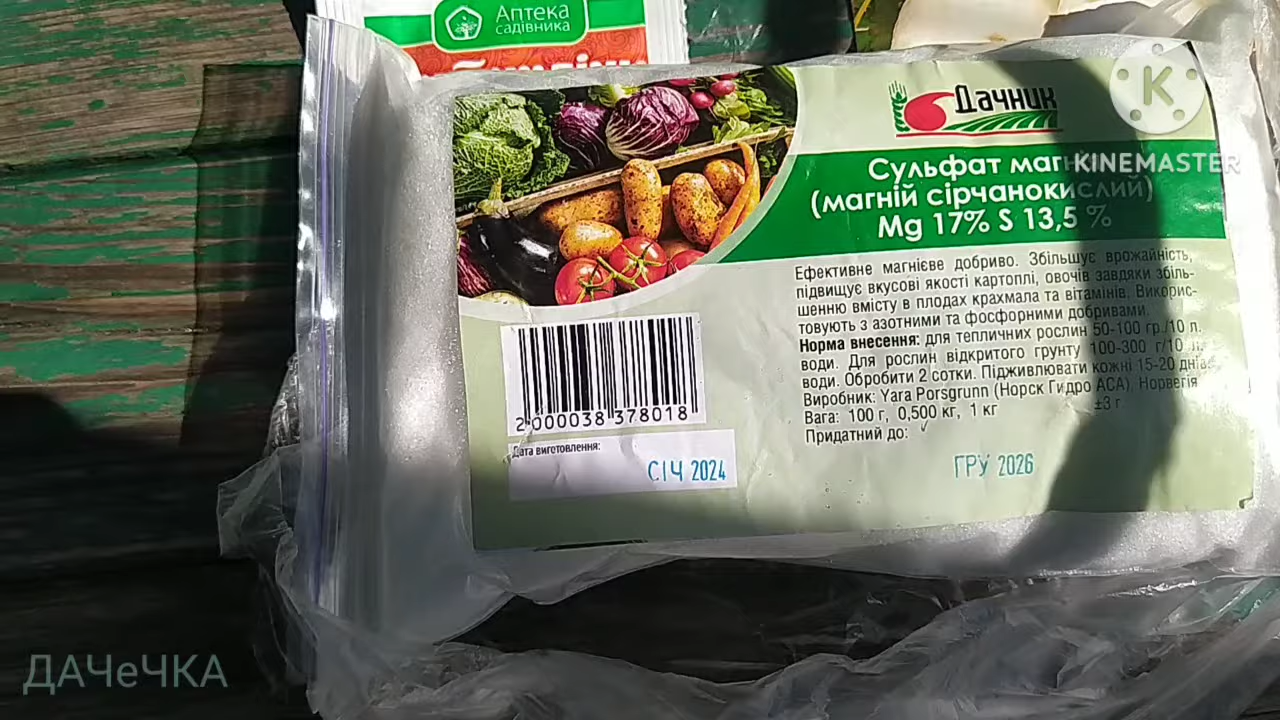 Аптека
садівника
Дачник
KINEMASTER
Сульфат
(магній сірчанокислий)
Mg 17% S 13,5 %
Ефективне магнієве добриво. Збільшує врожайність,
підвищує вкусові якості картоплі, овочів завдяки збіль-
шенню вмісту в плодах крахмала та вітамінів. Викорис-
товують з азотними та фосфорними добривами.
Норма внесення: для тепличних рослин 50-100 гр./10 л.
води. Для рослин відкритого грунту 100-300 г/10 л.
води. Обробити 2 сотки. Підживлювати кожні 15-20 днів.
Виробник: Yara Porsgrunn (Норск Гидро АСА), Норвегія
Вага: 100 г, 0,500 кг, 1 кг ±3 г
Придатний до:
ГРУ 2026
2 000038 378018
Дата виготовлення:
СІЧ 2024
ДАЧеЧКА